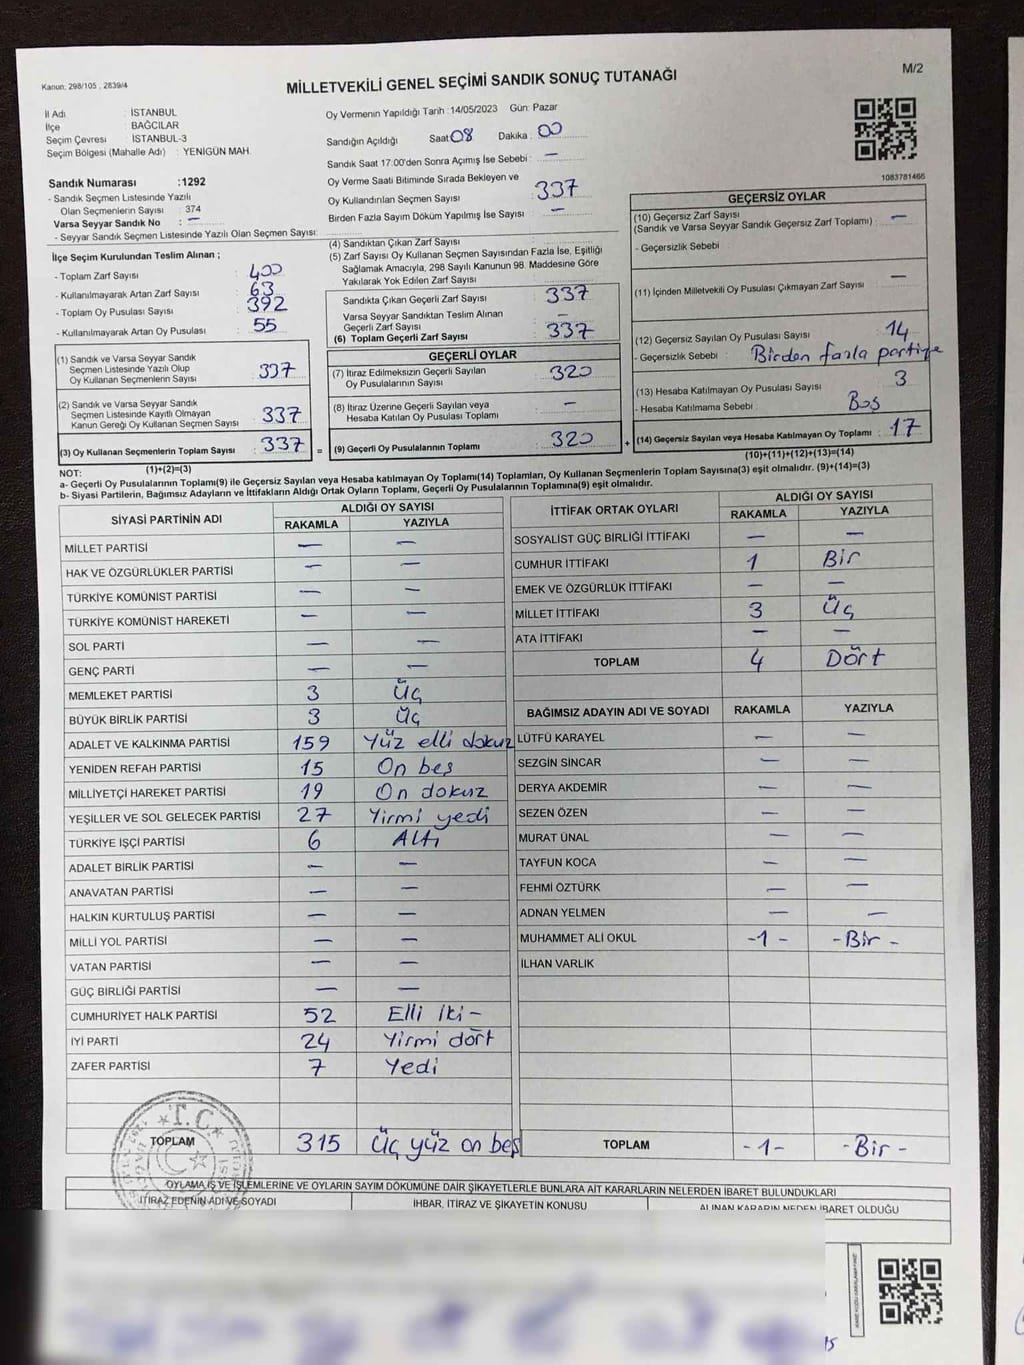 Kanun: 298/105 , 2839/4
MİLLETVEKİLİ GENEL SEÇİMİ SANDIK SONUÇ TUTANAĞI
M/2
İl Adı : İSTANBUL
İlçe BAĞCILAR
Seçim Çevresi : İSTANBUL-3
Seçim Bölgesi (Mahalle Adı) : YENİGÜN MAH.
Oy Vermenin Yapıldığı Tarih :14/05/2023 Gün: Pazar
Sandığın Açıldığı Saat 08 Dakika : 00
Sandık Saat 17:00'den Sonra Açımış İse Sebebi : —
Oy Verme Saati Bitiminde Sırada Bekleyen ve
Oy Kullandırılan Seçmen Sayısı : 337
Birden Fazla Sayım Döküm Yapılmış İse Sayısı : —
1083781466
Sandık Numarası :1292
- Sandık Seçmen Listesinde Yazılı
Olan Seçmenlerin Sayısı : 374
Varsa Seyyar Sandık No : —
- Seyyar Sandık Seçmen Listesinde Yazılı Olan Seçmen Sayısı:
İlçe Seçim Kurulundan Teslim Alınan ;
- Toplam Zarf Sayısı : 400
- Kullanılmayarak Artan Zarf Sayısı : 63
- Toplam Oy Pusulası Sayısı : 392
- Kullanılmayarak Artan Oy Pusulası : 55
(4) Sandıktan Çıkan Zarf Sayısı
(5) Zarf Sayısı Oy Kullanan Seçmen Sayısından Fazla İse, Eşitliği
Sağlamak Amacıyla, 298 Sayılı Kanunun 98. Maddesine Göre
Yakılarak Yok Edilen Zarf Sayısı
Sandıkta Çıkan Geçerli Zarf Sayısı : 337
Varsa Seyyar Sandıktan Teslim Alınan
Geçerli Zarf Sayısı : —
(6) Toplam Geçerli Zarf Sayısı : 337
GEÇERSİZ OYLAR
(10) Geçersiz Zarf Sayısı
(Sandık ve Varsa Seyyar Sandık Geçersiz Zarf Toplamı) : —
- Geçersizlik Sebebi :
(11) İçinden Milletvekili Oy Pusulası Çıkmayan Zarf Sayısı : —
(12) Geçersiz Sayılan Oy Pusulası Sayısı : 14
- Geçersizlik Sebebi : Birden fazla partiye
(13) Hesaba Katılmayan Oy Pusulası Sayısı : 3
- Hesaba Katılmama Sebebi : Boş
(14) Geçersiz Sayılan veya Hesaba Katılmayan Oy Toplamı : 17
(10)+(11)+(12)+(13)=(14)
(1) Sandık ve Varsa Seyyar Sandık
Seçmen Listesinde Yazılı Olup
Oy Kullanan Seçmenlerin Sayısı : 337
(2) Sandık ve Varsa Seyyar Sandık
Seçmen Listesinde Kayıtlı Olmayan
Kanun Gereği Oy Kullanan Seçmen Sayısı : 337
(3) Oy Kullanan Seçmenlerin Toplam Sayısı : 337
(1)+(2)=(3)
=
GEÇERLİ OYLAR
(7) İtiraz Edilmeksizin Geçerli Sayılan
Oy Pusulalarının Sayısı : 320
(8) İtiraz Üzerine Geçerli Sayılan veya
Hesaba Katılan Oy Pusulası Toplamı : —
(9) Geçerli Oy Pusulalarının Toplamı : 320
+
NOT:
a- Geçerli Oy Pusulalarının Toplamı(9) ile Geçersiz Sayılan veya Hesaba katılmayan Oy Toplamı(14) Toplamları, Oy Kullanan Seçmenlerin Toplam Sayısına(3) eşit olmalıdır. (9)+(14)=(3)
b- Siyasi Partilerin, Bağımsız Adayların ve İttifakların Aldığı Ortak Oyların Toplamı, Geçerli Oy Pusulalarının Toplamına(9) eşit olmalıdır.
SİYASİ PARTİNİN ADI
ALDIĞI OY SAYISI
RAKAMLA YAZIYLA
MİLLET PARTİSİ — —
HAK VE ÖZGÜRLÜKLER PARTİSİ — —
TÜRKİYE KOMÜNİST PARTİSİ — —
TÜRKİYE KOMÜNİST HAREKETİ — —
SOL PARTİ — —
GENÇ PARTİ — —
MEMLEKET PARTİSİ 3 Üç
BÜYÜK BİRLİK PARTİSİ 3 Üç
ADALET VE KALKINMA PARTİSİ 159 Yüz elli dokuz
YENİDEN REFAH PARTİSİ 15 On beş
MİLLİYETÇİ HAREKET PARTİSİ 19 On dokuz
YEŞİLLER VE SOL GELECEK PARTİSİ 27 Yirmi yedi
TÜRKİYE İŞÇİ PARTİSİ 6 Altı
ADALET BİRLİK PARTİSİ — —
ANAVATAN PARTİSİ — —
HALKIN KURTULUŞ PARTİSİ — —
MİLLİ YOL PARTİSİ — —
VATAN PARTİSİ — —
GÜÇ BİRLİĞİ PARTİSİ — —
CUMHURİYET HALK PARTİSİ 52 Elli iki -
İYİ PARTİ 24 Yirmi dört
ZAFER PARTİSİ 7 Yedi
T.C.
TOPLAM 315 Üç yüz on beş
İTTİFAK ORTAK OYLARI
ALDIĞI OY SAYISI
RAKAMLA YAZIYLA
SOSYALİST GÜÇ BİRLİĞİ İTTİFAKI — —
CUMHUR İTTİFAKI 1 Bir
EMEK VE ÖZGÜRLÜK İTTİFAKI — —
MİLLET İTTİFAKI 3 Üç
ATA İTTİFAKI — —
TOPLAM 4 Dört
BAĞIMSIZ ADAYIN ADI VE SOYADI RAKAMLA YAZIYLA
LÜTFÜ KARAYEL — —
SEZGİN SİNCAR — —
DERYA AKDEMİR — —
SEZEN ÖZEN — —
MURAT ÜNAL — —
TAYFUN KOCA — —
FEHMİ ÖZTÜRK — —
ADNAN YELMEN — —
MUHAMMET ALİ OKUL -1- -Bir-
İLHAN VARLIK
TOPLAM -1- -Bir-
OYLAMA İŞ VE İŞLEMLERİNE VE OYLARIN SAYIM DÖKÜMÜNE DAİR ŞİKAYETLERLE BUNLARA AİT KARARLARIN NELERDEN İBARET BULUNDUKLARI
İTİRAZ EDENİN ADI VE SOYADI
İHBAR, İTİRAZ VE ŞİKAYETİN KONUSU
ALINAN KARARIN NEDEN İBARET OLDUĞU